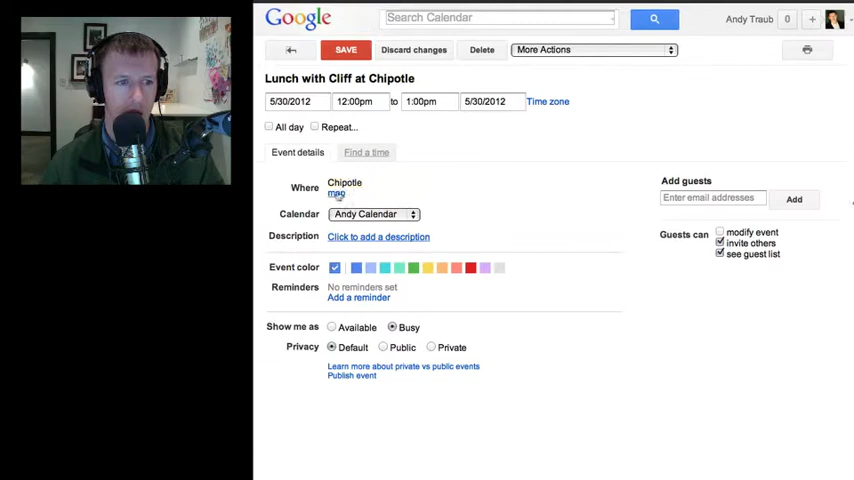 Google Search Calendar Andy Traub 0 +
SAVE Discard changes Delete More Actions
Lunch with Cliff at Chipotle
5/30/2012 12:00pm to 1:00pm 5/30/2012 Time zone
All day Repeat...
Event details Find a time
Where Chipotle
map
Calendar Andy Calendar
Description Click to add a description
Event color
Reminders No reminders set
Add a reminder
Show me as Available Busy
Privacy Default Public Private
Learn more about private vs public events
Publish event
Add guests
Enter email addresses Add
Guests can modify event
invite others
see guest list